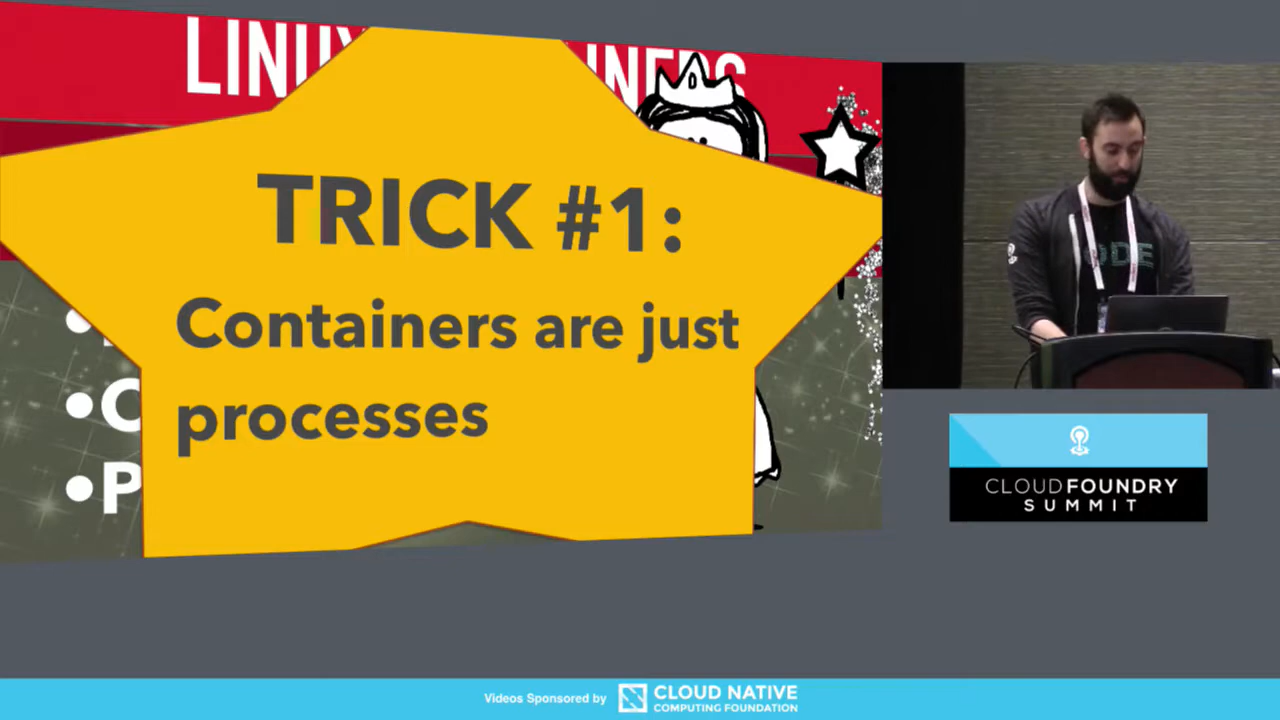 TRICK #1:
Containers are just
processes
CLOUD FOUNDRY
SUMMIT
Videos Sponsored by
CLOUD NATIVE
COMPUTING FOUNDATION